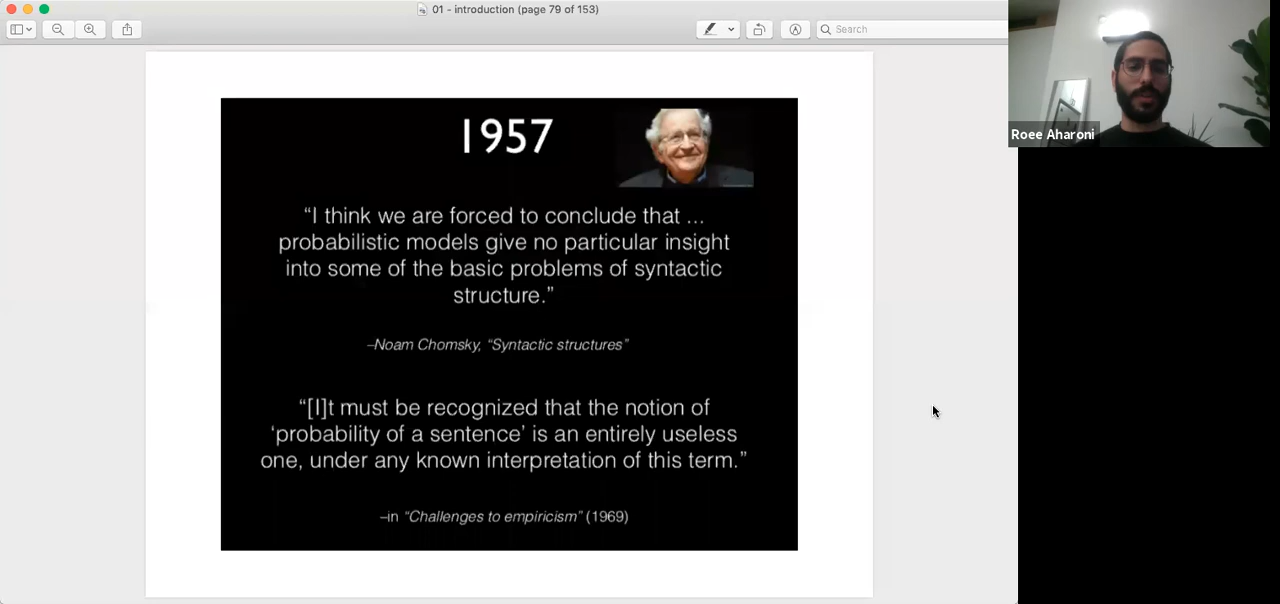 01 - introduction (page 79 of 153)
Search
Roee Aharoni
1957
“I think we are forced to conclude that ...
probabilistic models give no particular insight
into some of the basic problems of syntactic
structure.”
–Noam Chomsky, “Syntactic structures”
“[I]t must be recognized that the notion of
‘probability of a sentence’ is an entirely useless
one, under any known interpretation of this term.”
–in “Challenges to empiricism” (1969)